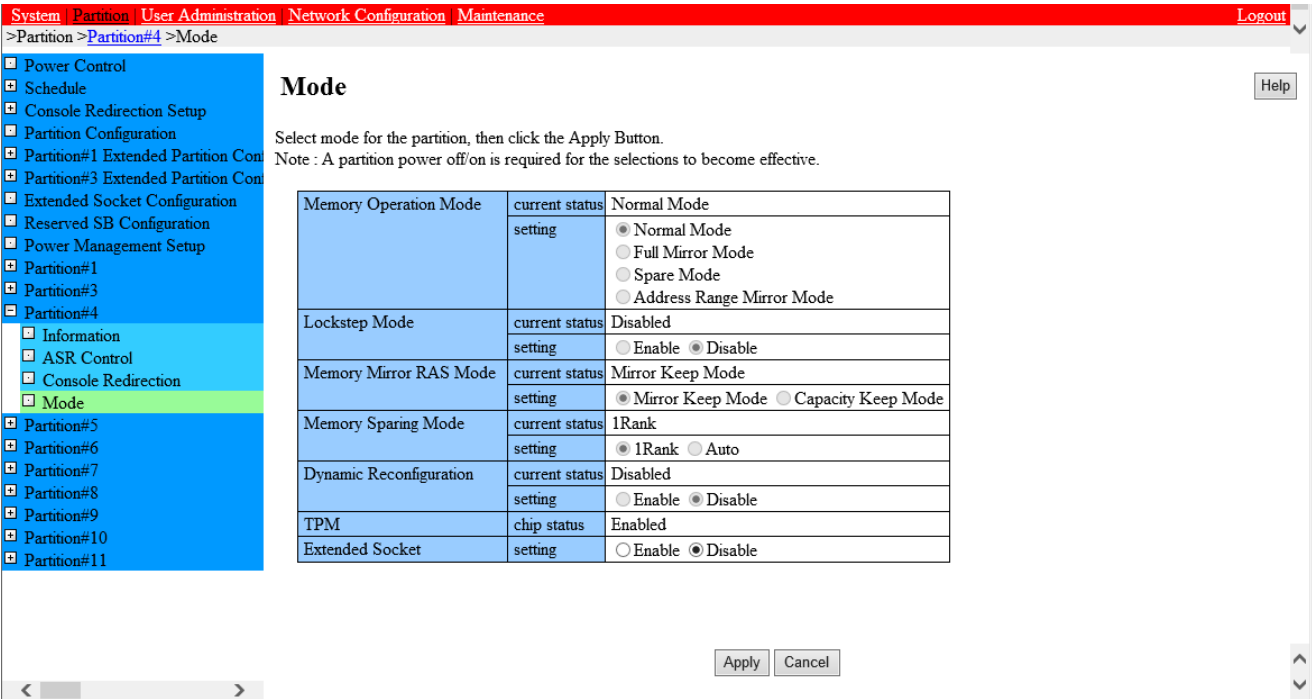 System | Partition | User Administration | Network Configuration | Maintenance Logout
>Partition >Partition#4 >Mode
Power Control
Schedule
Console Redirection Setup
Partition Configuration
Partition#1 Extended Partition Con
Partition#3 Extended Partition Con
Extended Socket Configuration
Reserved SB Configuration
Power Management Setup
Partition#1
Partition#3
Partition#4
Information
ASR Control
Console Redirection
Mode
Partition#5
Partition#6
Partition#7
Partition#8
Partition#9
Partition#10
Partition#11
Mode
Help
Select mode for the partition, then click the Apply Button.
Note : A partition power off/on is required for the selections to become effective.
Memory Operation Mode current status Normal Mode
setting Normal Mode
Full Mirror Mode
Spare Mode
Address Range Mirror Mode
Lockstep Mode current status Disabled
setting Enable Disable
Memory Mirror RAS Mode current status Mirror Keep Mode
setting Mirror Keep Mode Capacity Keep Mode
Memory Sparing Mode current status 1Rank
setting 1Rank Auto
Dynamic Reconfiguration current status Disabled
setting Enable Disable
TPM chip status Enabled
Extended Socket setting Enable Disable
Apply Cancel